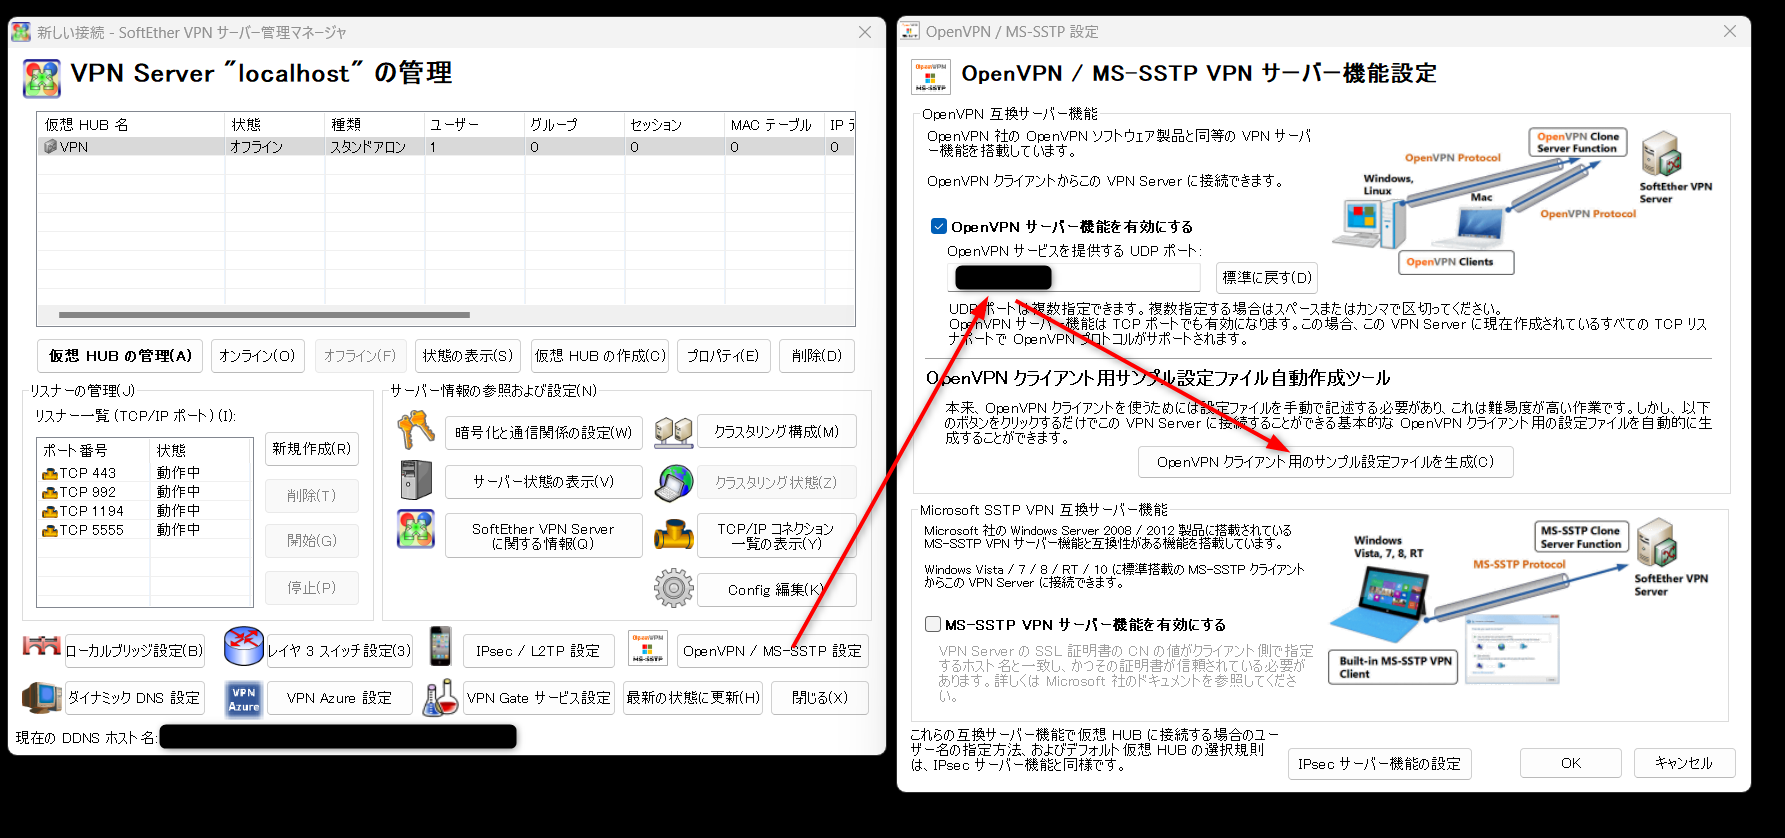 新しい接続 - SoftEther VPN サーバー管理マネージャ
VPN Server "localhost" の管理
仮想 HUB 名 状態 種類 ユーザー グループ セッション MAC テーブル IP テ
VPN オフライン スタンドアロン 1 0 0 0 0
仮想 HUB の管理(A) オンライン(O) オフライン(F) 状態の表示(S) 仮想 HUB の作成(C) プロパティ(E) 削除(D)
リスナーの管理(J)
リスナー一覧 (TCP/IP ポート) (I):
ポート番号 状態
TCP 443 動作中
TCP 992 動作中
TCP 1194 動作中
TCP 5555 動作中
新規作成(R)
削除(T)
開始(G)
停止(P)
サーバー情報の参照および設定(N)
暗号化と通信関係の設定(W) クラスタリング構成(M)
サーバー状態の表示(V) クラスタリング状態(Z)
SoftEther VPN Server
に関する情報(Q)
TCP/IP コネクション
一覧の表示(Y)
Config 編集(K)
ローカルブリッジ設定(B) レイヤ 3 スイッチ設定(3) IPsec / L2TP 設定 OpenVPN MS-SSTP OpenVPN / MS-SSTP 設定
ダイナミック DNS 設定 VPN Azure VPN Azure 設定 VPN Gate サービス設定 最新の状態に更新(H) 閉じる(X)
現在の DDNS ホスト名:
OpenVPN / MS-SSTP 設定
OpenVPN MS-SSTP
OpenVPN / MS-SSTP VPN サーバー機能設定
OpenVPN 互換サーバー機能
OpenVPN 社の OpenVPN ソフトウェア製品と同等の VPN サーバ
ー機能を搭載しています。
OpenVPN クライアントからこの VPN Server に接続できます。
OpenVPN Clone
Server Function
OpenVPN Protocol
Windows,
Linux
Mac
SoftEther VPN
Server
OpenVPN Protocol
OpenVPN Clients
OpenVPN サーバー機能を有効にする
OpenVPN サービスを提供する UDP ポート:
標準に戻す(D)
UDP ポートは複数指定できます。複数指定する場合はスペースまたはカンマで区切ってください。
OpenVPN サーバー機能は TCP ポートでも有効になります。この場合、この VPN Server に現在作成されているすべての TCP リス
ナポートで OpenVPN プロトコルがサポートされます。
OpenVPN クライアント用サンプル設定ファイル自動作成ツール
本来、OpenVPN クライアントを使うためには設定ファイルを手動で記述する必要があり、これは難易度が高い作業です。しかし、以下
のボタンをクリックするだけでこの VPN Server に接続することができる基本的な OpenVPN クライアント用の設定ファイルを自動的に生
成することができます。
OpenVPN クライアント用のサンプル設定ファイルを生成(C)
Microsoft SSTP VPN 互換サーバー機能
Microsoft 社の Windows Server 2008 / 2012 製品に搭載されている
MS-SSTP VPN サーバー機能と互換性がある機能を搭載しています。
Windows Vista / 7 / 8 / RT / 10 に標準搭載の MS-SSTP クライアント
からこの VPN Server に接続できます。
MS-SSTP Clone
Server Function
Windows
Vista, 7, 8, RT
MS-SSTP Protocol
SoftEther VPN
Server
Built-in MS-SSTP VPN
Client
MS-SSTP VPN サーバー機能を有効にする
VPN Server の SSL 証明書の CN の値がクライアント側で指定
するホスト名と一致し、かつその証明書が信頼されている必要が
あります。詳しくは Microsoft 社のドキュメントを参照してくださ
い。
これらの互換サーバー機能で仮想 HUB に接続する場合のユー
ザー名の指定方法、およびデフォルト仮想 HUB の選択規則
は、IPsec サーバー機能と同様です。
IPsec サーバー機能の設定 OK キャンセル